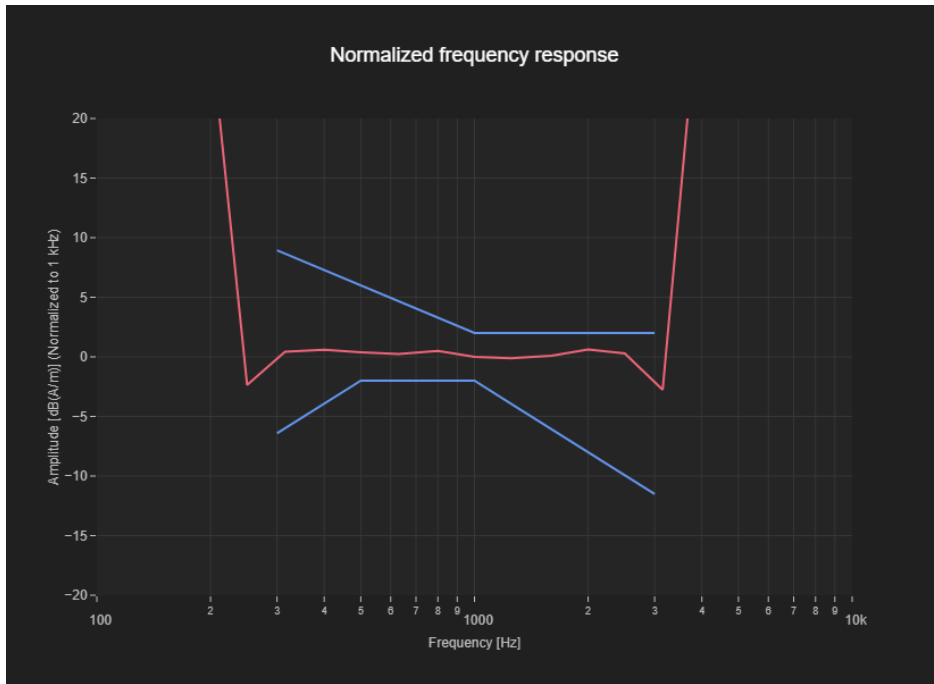 Normalized frequency response
Amplitude [dB(A/m)] (Normalized to 1 kHz)
20
15
10
5
0
−5
−10
−15
−20
2 3 4 5 6 7 8 9 2 3 4 5 6 7 8 9
100 1000 10k
Frequency [Hz]